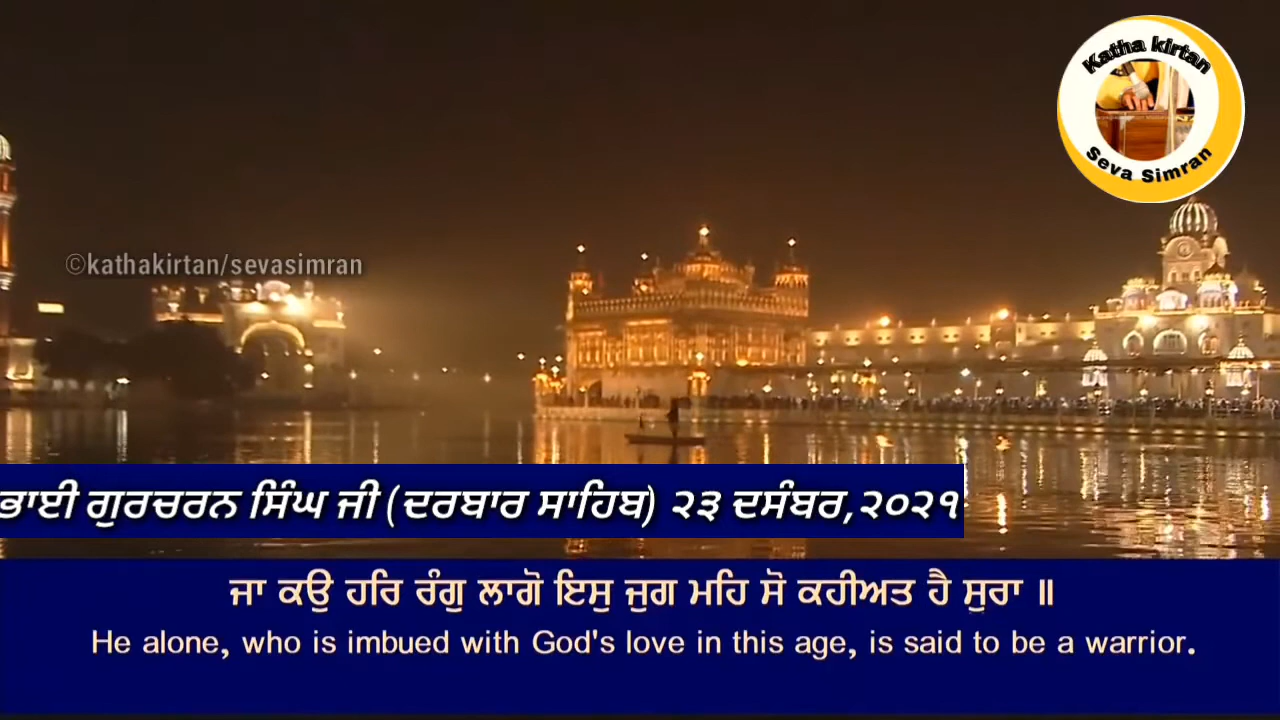 Katha kirtan
Seva Simran
©kathakirtan/sevasimran
ਭਾਈ ਗੁਰਚਰਨ ਸਿੰਘ ਜੀ (ਦਰਬਾਰ ਸਾਹਿਬ) ੨੩ ਦਸੰਬਰ,੨੦੨੧
ਜਾ ਕਉ ਹਰਿ ਰੰਗੁ ਲਾਗੋ ਇਸੁ ਜੁਗ ਮਹਿ ਸੋ ਕਹੀਅਤ ਹੈ ਸੂਰਾ ॥
He alone, who is imbued with God's love in this age, is said to be a warrior.